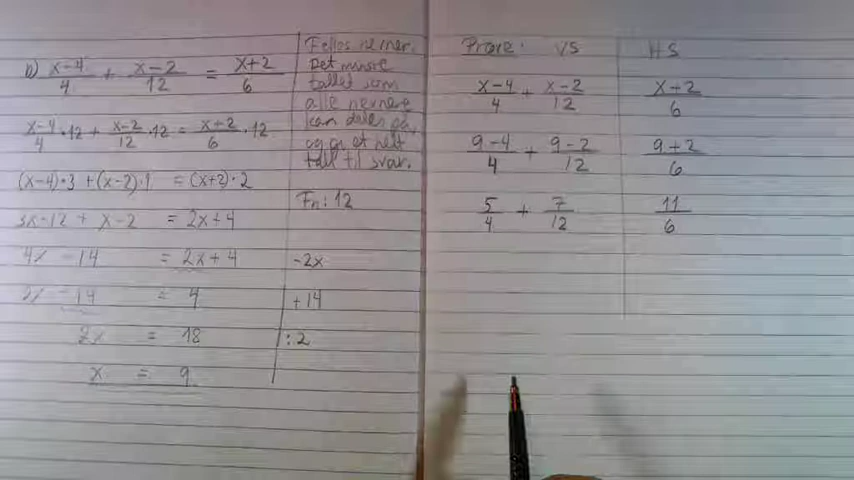 b) x-4/4 + x-2/12 = x+2/6
x-4/4 · 12 + x-2/12 · 12 = x+2/6 · 12
(x-4)·3 + (x-2)·1 = (x+2)·2
3x-12 + x-2 = 2x+4
4x -14 = 2x+4
2x -14 = 4
2x = 18
x = 9
Felles nevner.
Det minste
tallet som
alle nevnere
kan deles på,
og gi et helt
tall til svar.
Fn: 12
-2x
+14
:2
Prøve: VS HS
x-4/4 + x-2/12 x+2/6
9-4/4 + 9-2/12 9+2/6
5/4 + 7/12 11/6